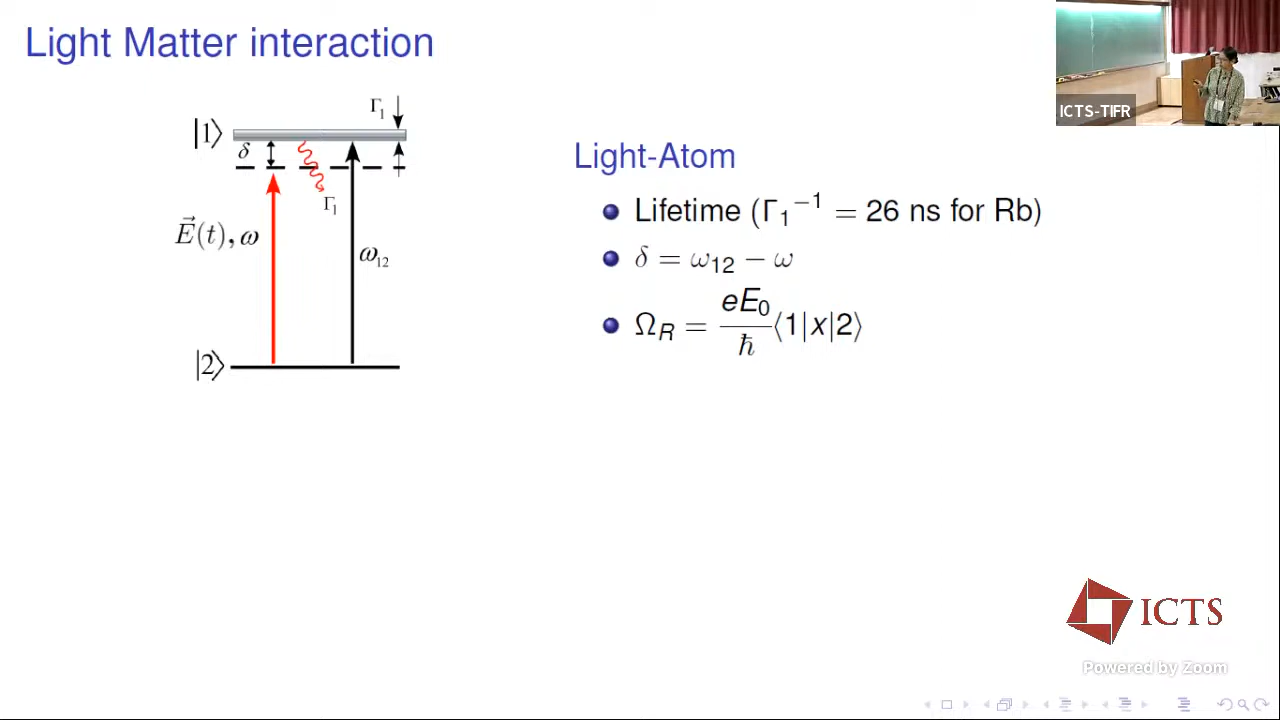 Light Matter interaction
ICTS-TIFR
Γ₁
|1⟩
δ
Γ₁
E⃗(t), ω
ω₁₂
|2⟩
Light-Atom
Lifetime (Γ₁⁻¹ = 26 ns for Rb)
δ = ω₁₂ − ω
Ω_R = eE₀/ħ ⟨1|x|2⟩
ICTS
Powered by Zoom